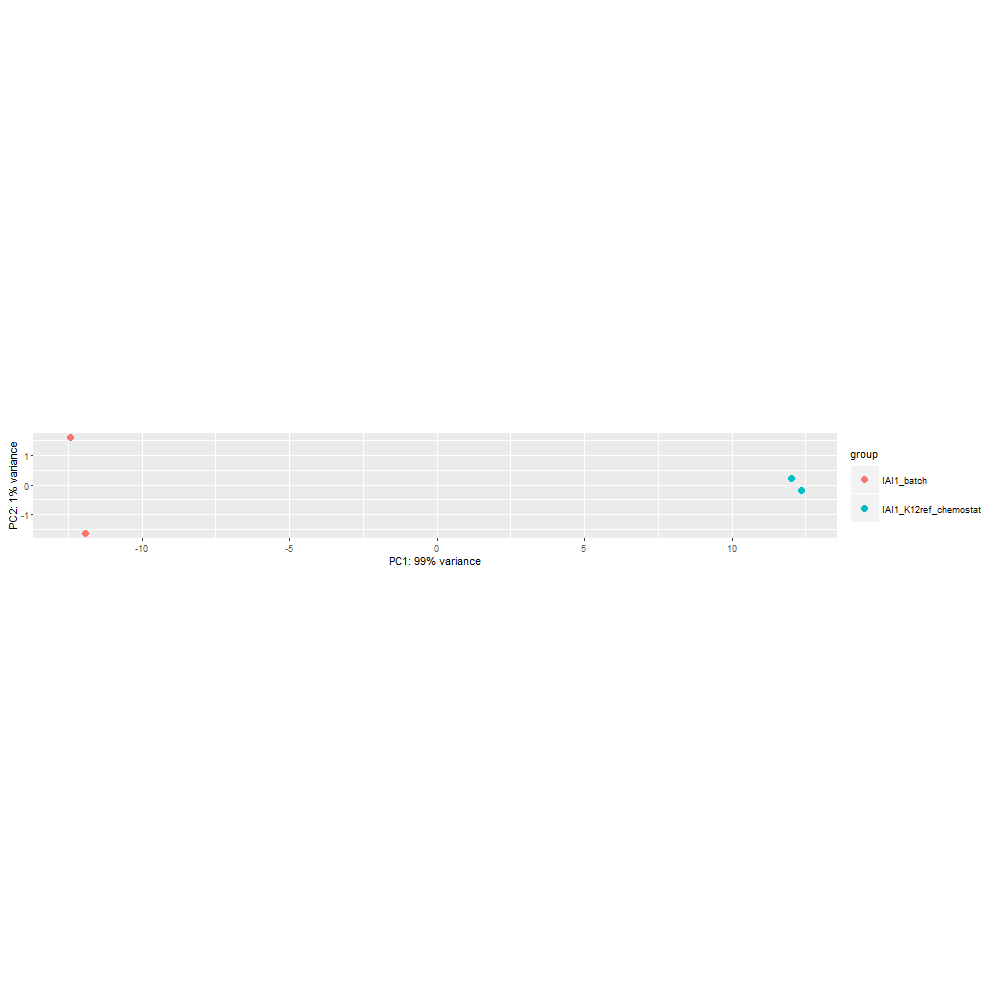 PC2: 1% variance
1
0
-1
-10
-5
0
5
10
PC1: 99% variance
group
IAI1_batch
IAI1_K12ref_chemostat